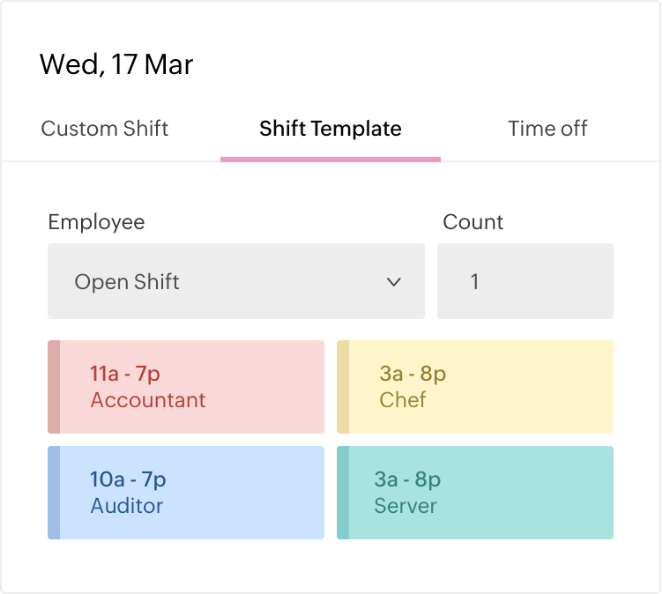 Wed, 17 Mar
Custom Shift Shift Template Time off
Employee Count
Open Shift 1
11a - 7p 3a - 8p
Accountant Chef
10a - 7p 3a - 8p
Auditor Server